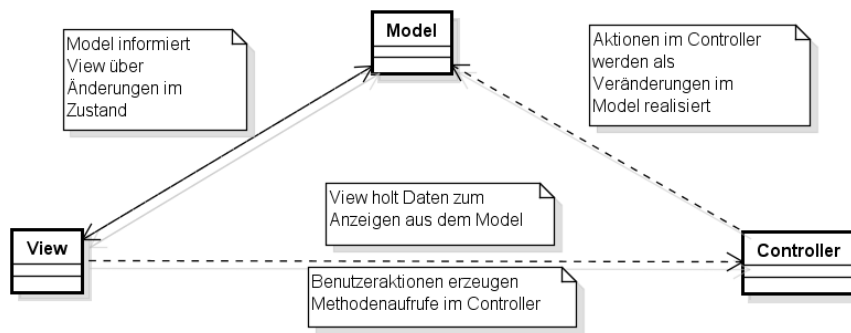 Model informiert
View über
Änderungen im
Zustand
Model
Aktionen im Controller
werden als
Veränderungen im
Model realisiert
View holt Daten zum
Anzeigen aus dem Model
View
Controller
Benutzeraktionen erzeugen
Methodenaufrufe im Controller